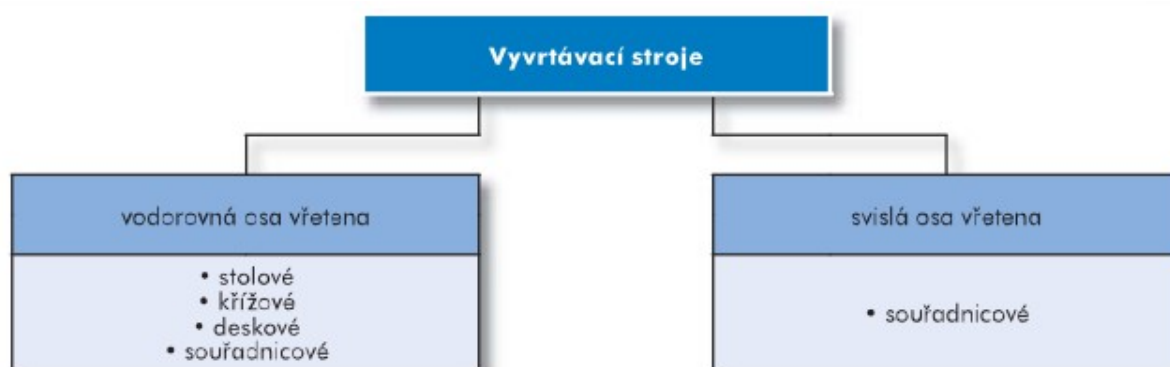 Vyvrtávací stroje
vodorovná osa vřetena
• stolové
• křížové
• deskové
• souřadnicové
svislá osa vřetena
• souřadnicové